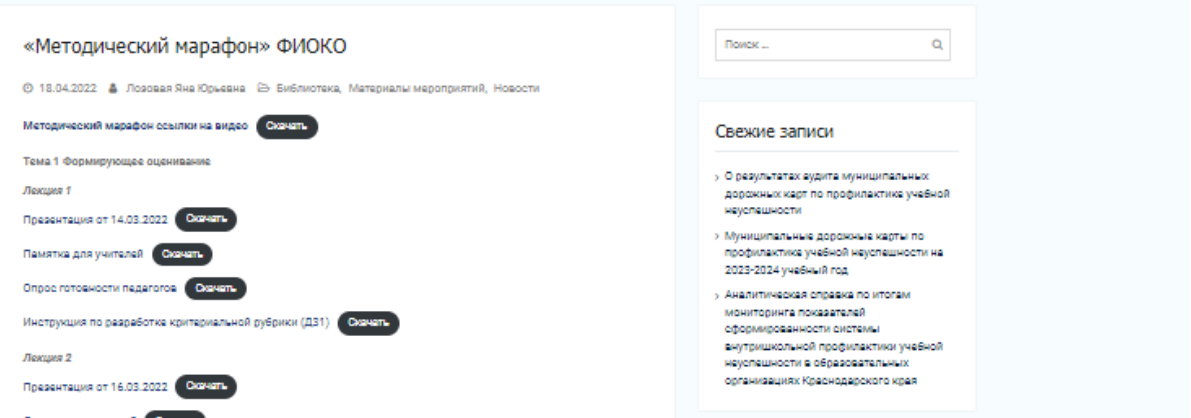 «Методический марафон» ФИОКО
18.04.2022 Лозовая Яна Юрьевна Библиотека, Материалы мероприятий, Новости
Методический марафон ссылки на видео Скачать
Тема 1 Формирующее оценивание
Лекция 1
Презентация от 14.03.2022 Скачать
Памятка для учителей Скачать
Опрос готовности педагогов Скачать
Инструкция по разработке критериальной рубрики (ДЗ1) Скачать
Лекция 2
Презентация от 16.03.2022 Скачать
Поиск …
Свежие записи
О результатах аудита муниципальных
дорожных карт по профилактике учебной
неуспешности
Муниципальные дорожные карты по
профилактике учебной неуспешности на
2023-2024 учебный год
Аналитическая справка по итогам
мониторинга показателей
сформированности системы
внутришкольной профилактики учебной
неуспешности в образовательных
организациях Краснодарского края